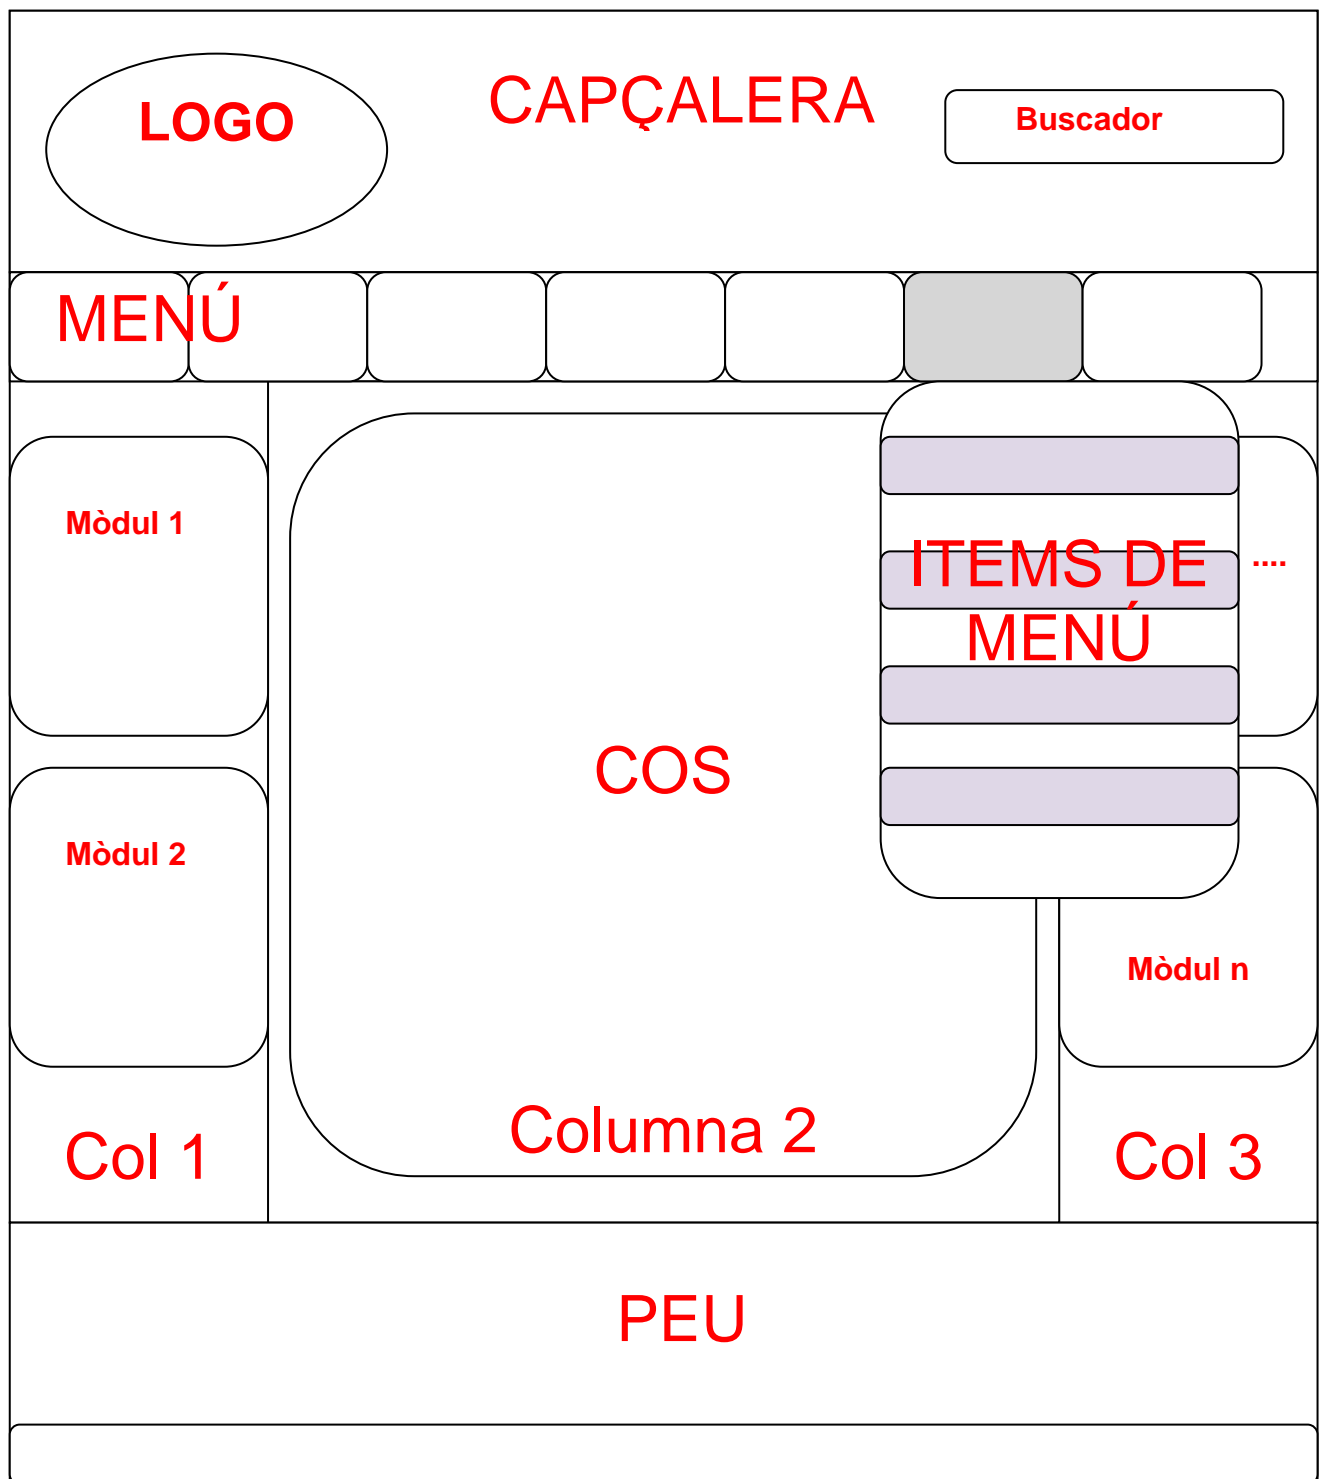 LOGO
CAPÇALERA
Buscador
MENÚ
Mòdul 1
ITEMS DE
MENÚ
....
COS
Mòdul 2
Mòdul n
Columna 2
Col 1
Col 3
PEU